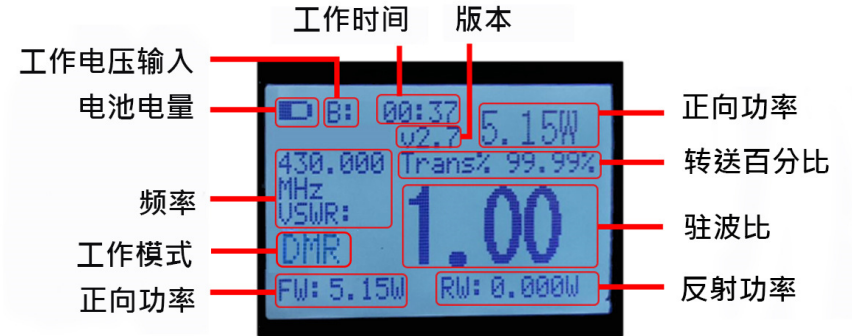 工作时间
版本
工作电压输入
电池电量
频率
工作模式
正向功率
B:
00:37
v2.7
5.15W
430.000
MHz
VSWR:
Trans% 99.99%
1.00
DMR
FW: 5.15W
RW: 0.000W
正向功率
转送百分比
驻波比
反射功率